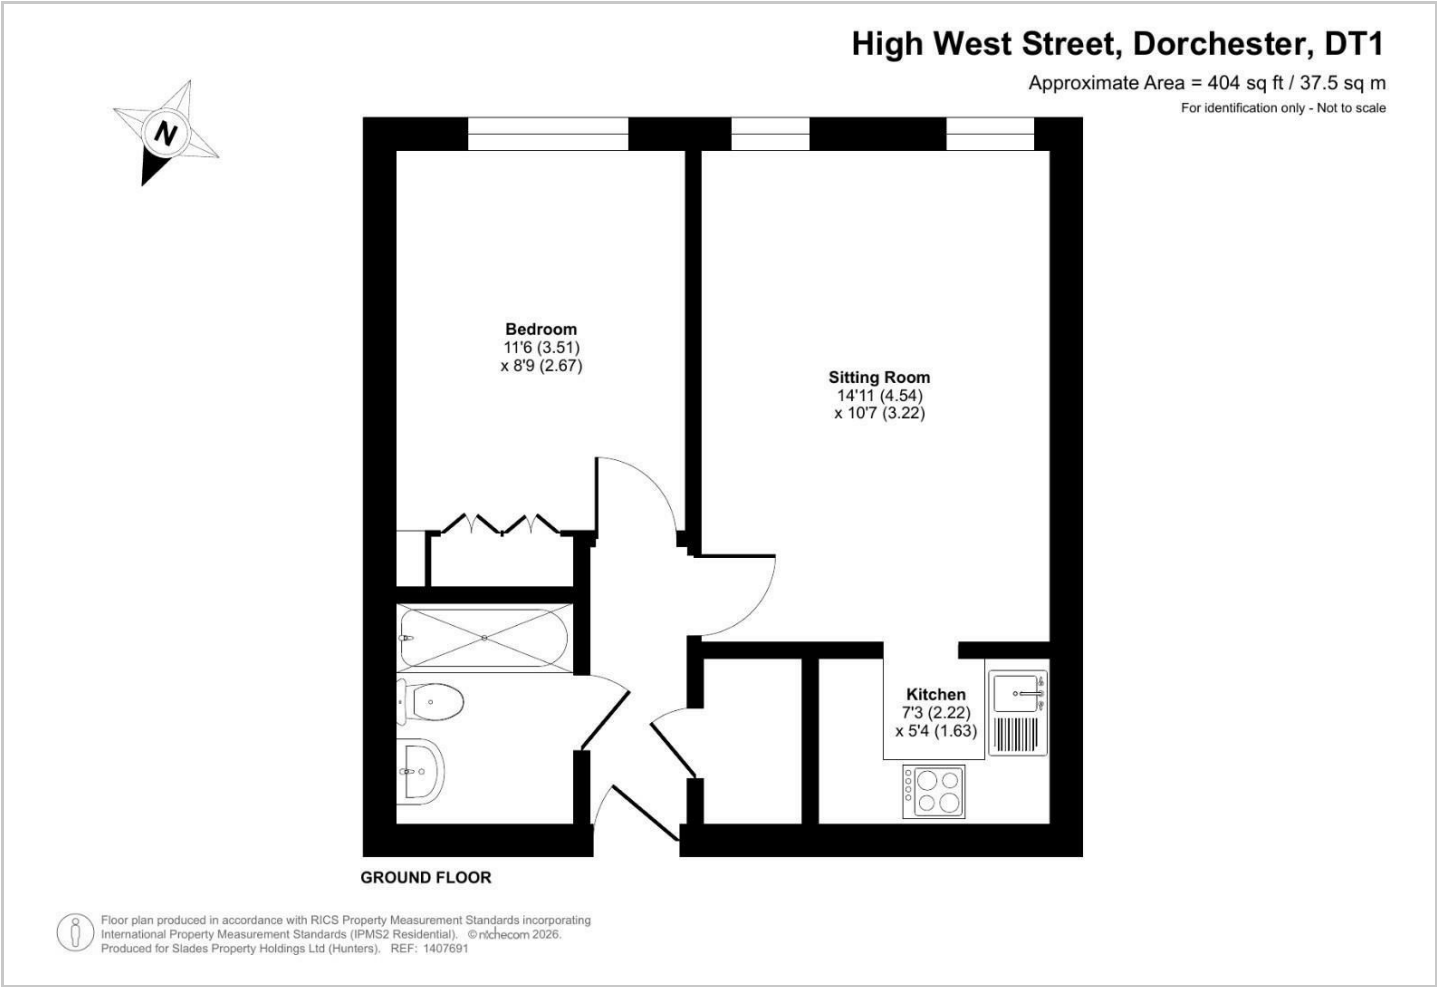 High West Street, Dorchester, DT1
Approximate Area = 404 sq ft / 37.5 sq m
For identification only - Not to scale
N
Bedroom
11'6 (3.51)
x 8'9 (2.67)
Sitting Room
14'11 (4.54)
x 10'7 (3.22)
Kitchen
7'3 (2.22)
x 5'4 (1.63)
GROUND FLOOR
Floor plan produced in accordance with RICS Property Measurement Standards incorporating
International Property Measurement Standards (IPMS2 Residential). © nichecom 2026.
Produced for Slades Property Holdings Ltd (Hunters). REF: 1407691